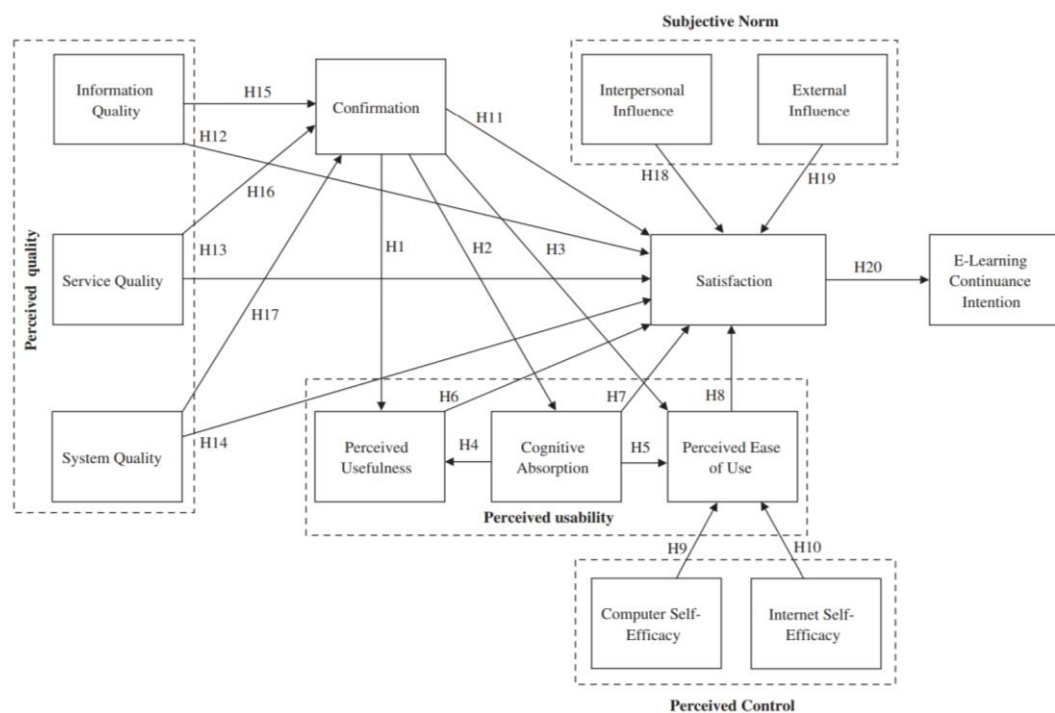 Subjective Norm
Information
Quality
H15
Confirmation
Interpersonal
Influence
External
Influence
H12
H11
H16
H18
H19
Perceived quality
Service Quality
H13
H1
H2
H3
Satisfaction
H20
E-Learning
Continuance
Intention
H17
System Quality
H14
H6
H7
H8
Perceived
Usefulness
H4
Cognitive
Absorption
H5
Perceived Ease
of Use
Perceived usability
H9
H10
Computer Self-
Efficacy
Internet Self-
Efficacy
Perceived Control